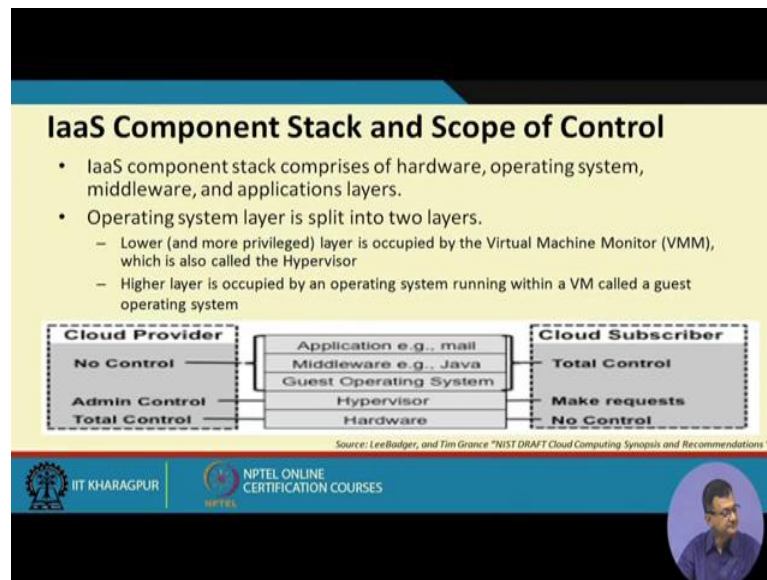 IaaS Component Stack and Scope of Control
• IaaS component stack comprises of hardware, operating system,
middleware, and applications layers.
• Operating system layer is split into two layers.
– Lower (and more privileged) layer is occupied by the Virtual Machine Monitor (VMM),
which is also called the Hypervisor
– Higher layer is occupied by an operating system running within a VM called a guest
operating system
Cloud Provider
No Control
Admin Control
Total Control
Application e.g., mail
Middleware e.g., Java
Guest Operating System
Hypervisor
Hardware
Cloud Subscriber
Total Control
Make requests
No Control
Source: LeeBadger, and Tim Grance "NIST DRAFT Cloud Computing Synopsis and Recommendations "
IIT KHARAGPUR
NPTEL
NPTEL ONLINE
CERTIFICATION COURSES